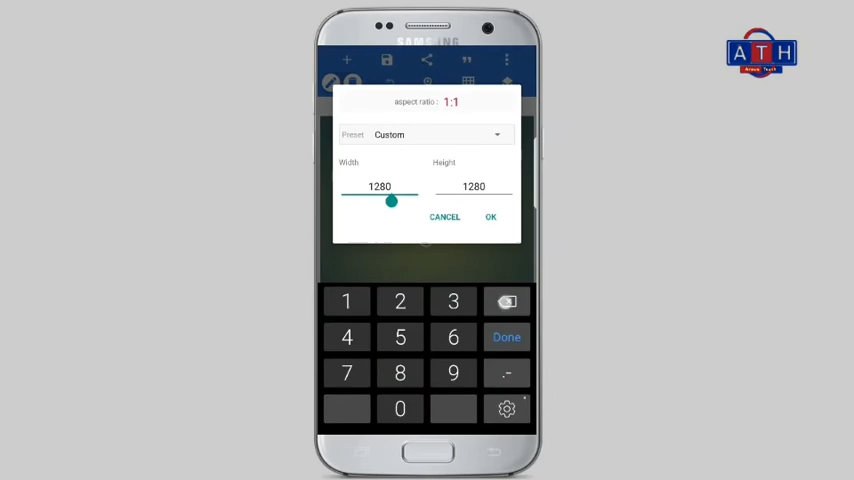 SAMSUNG
ATH
aspect ratio : 1:1
Preset Custom
Width Height
1280 1280
CANCEL OK
1 2 3
4 5 6 Done
7 8 9 .-
0